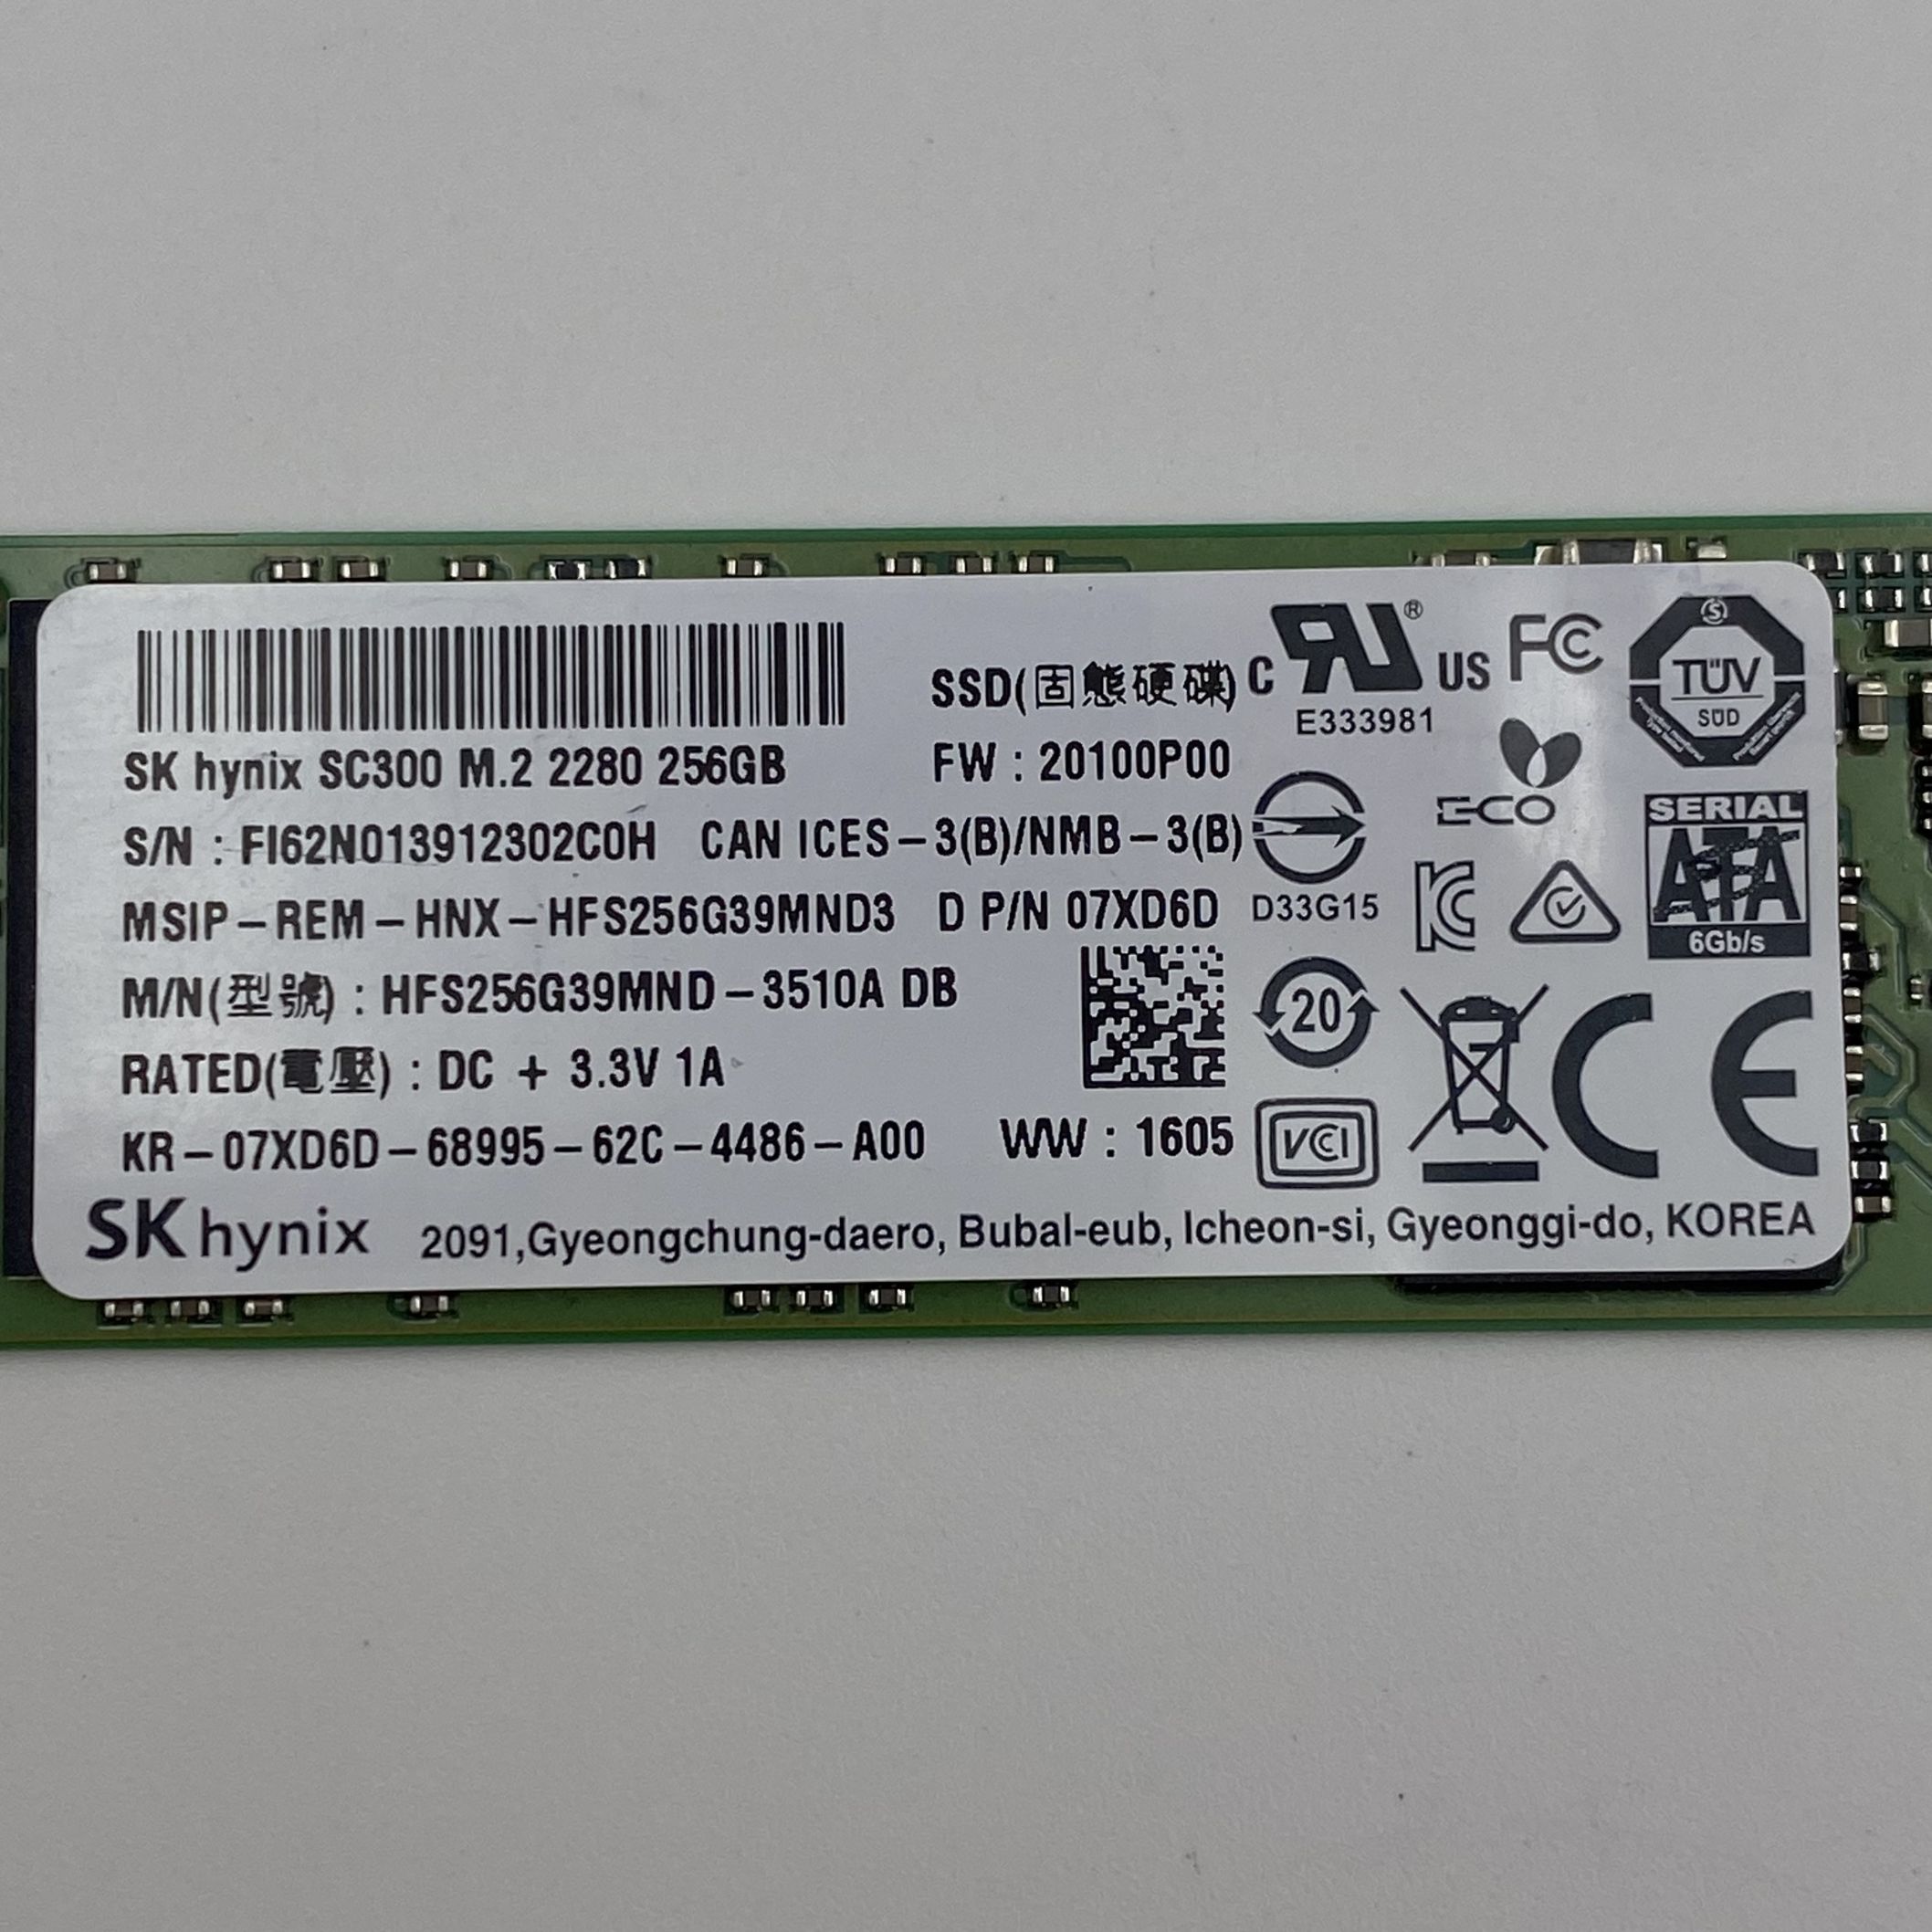 SSD(固態硬碟)
c UR® US
FC
S
TÜV
SÜD
E333981
SK hynix SC300 M.2 2280 256GB
FW : 20100P00
E-CO
SERIAL
ATA
6Gb/s
S/N : FI62N013912302C0H CAN ICES-3(B)/NMB-3(B)
MSIP-REM-HNX-HFS256G39MND3 D P/N 07XD6D
D33G15
M/N(型號) : HFS256G39MND-3510A DB
20
CE
RATED(電壓) : DC + 3.3V 1A
KR-07XD6D-68995-62C-4486-A00 WW : 1605
VCI
SK hynix 2091,Gyeongchung-daero, Bubal-eub, Icheon-si, Gyeonggi-do, KOREA